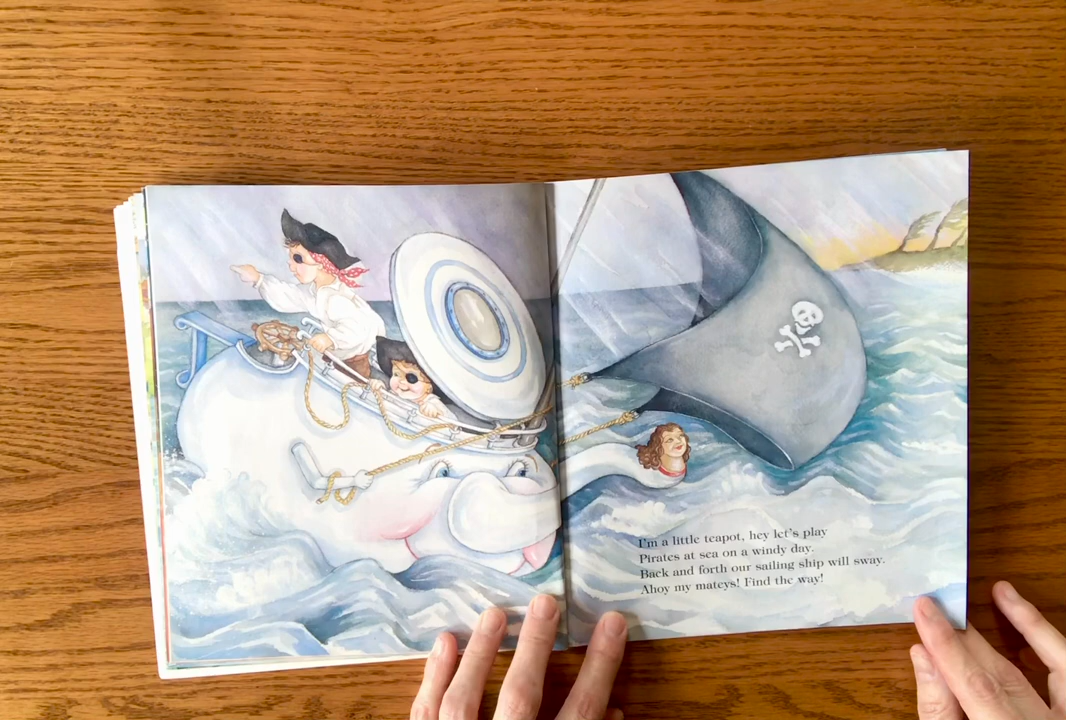 I'm a little teapot, hey let's play
Pirates at sea on a windy day.
Back and forth our sailing ship will sway.
Ahoy my mateys! Find the way!